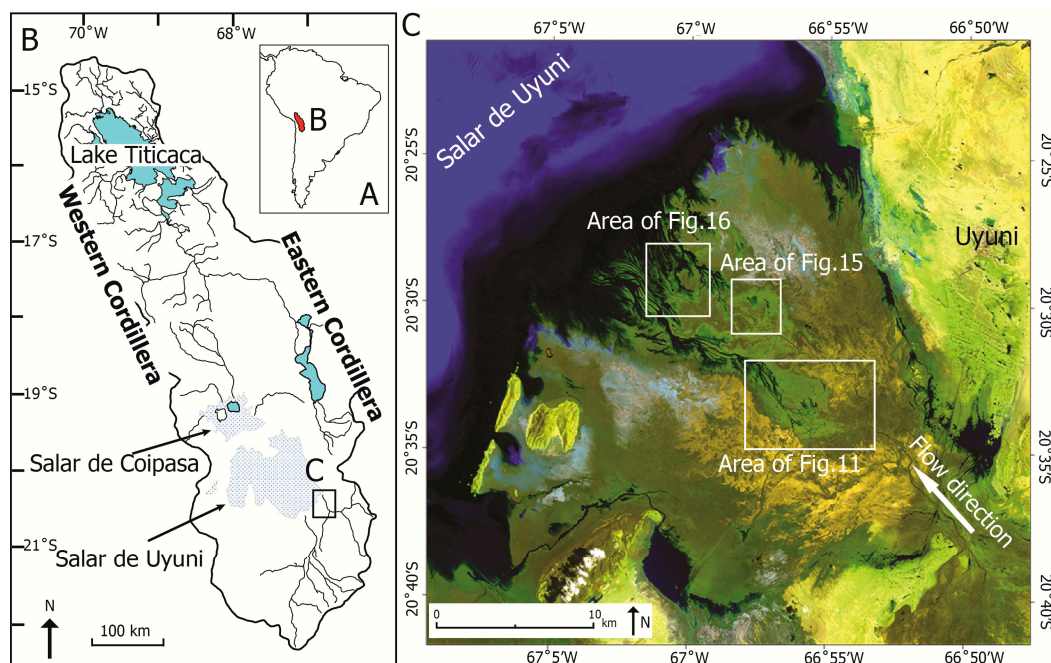 B
70°W
68°W
15°S
17°S
19°S
21°S
Lake Titicaca
Western Cordillera
Eastern Cordillera
Salar de Coipasa
Salar de Uyuni
C
N
100 km
B
A
C
67°5'W
67°W
66°55'W
66°50'W
20°25'S
20°30'S
20°35'S
20°40'S
Salar de Uyuni
Area of Fig.16
Area of Fig.15
Uyuni
Area of Fig.11
Flow direction
0
10
km
N
20°25'S
20°30'S
20°35'S
20°40'S
67°5'W
67°W
66°55'W
66°50'W